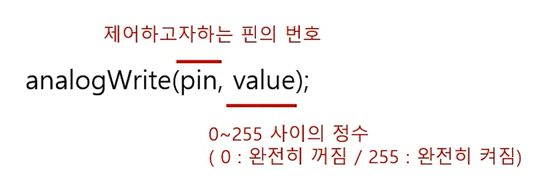 제어하고자하는 핀의 번호
analogWrite(pin, value);
0~255 사이의 정수
( 0 : 완전히 꺼짐 / 255 : 완전히 켜짐)